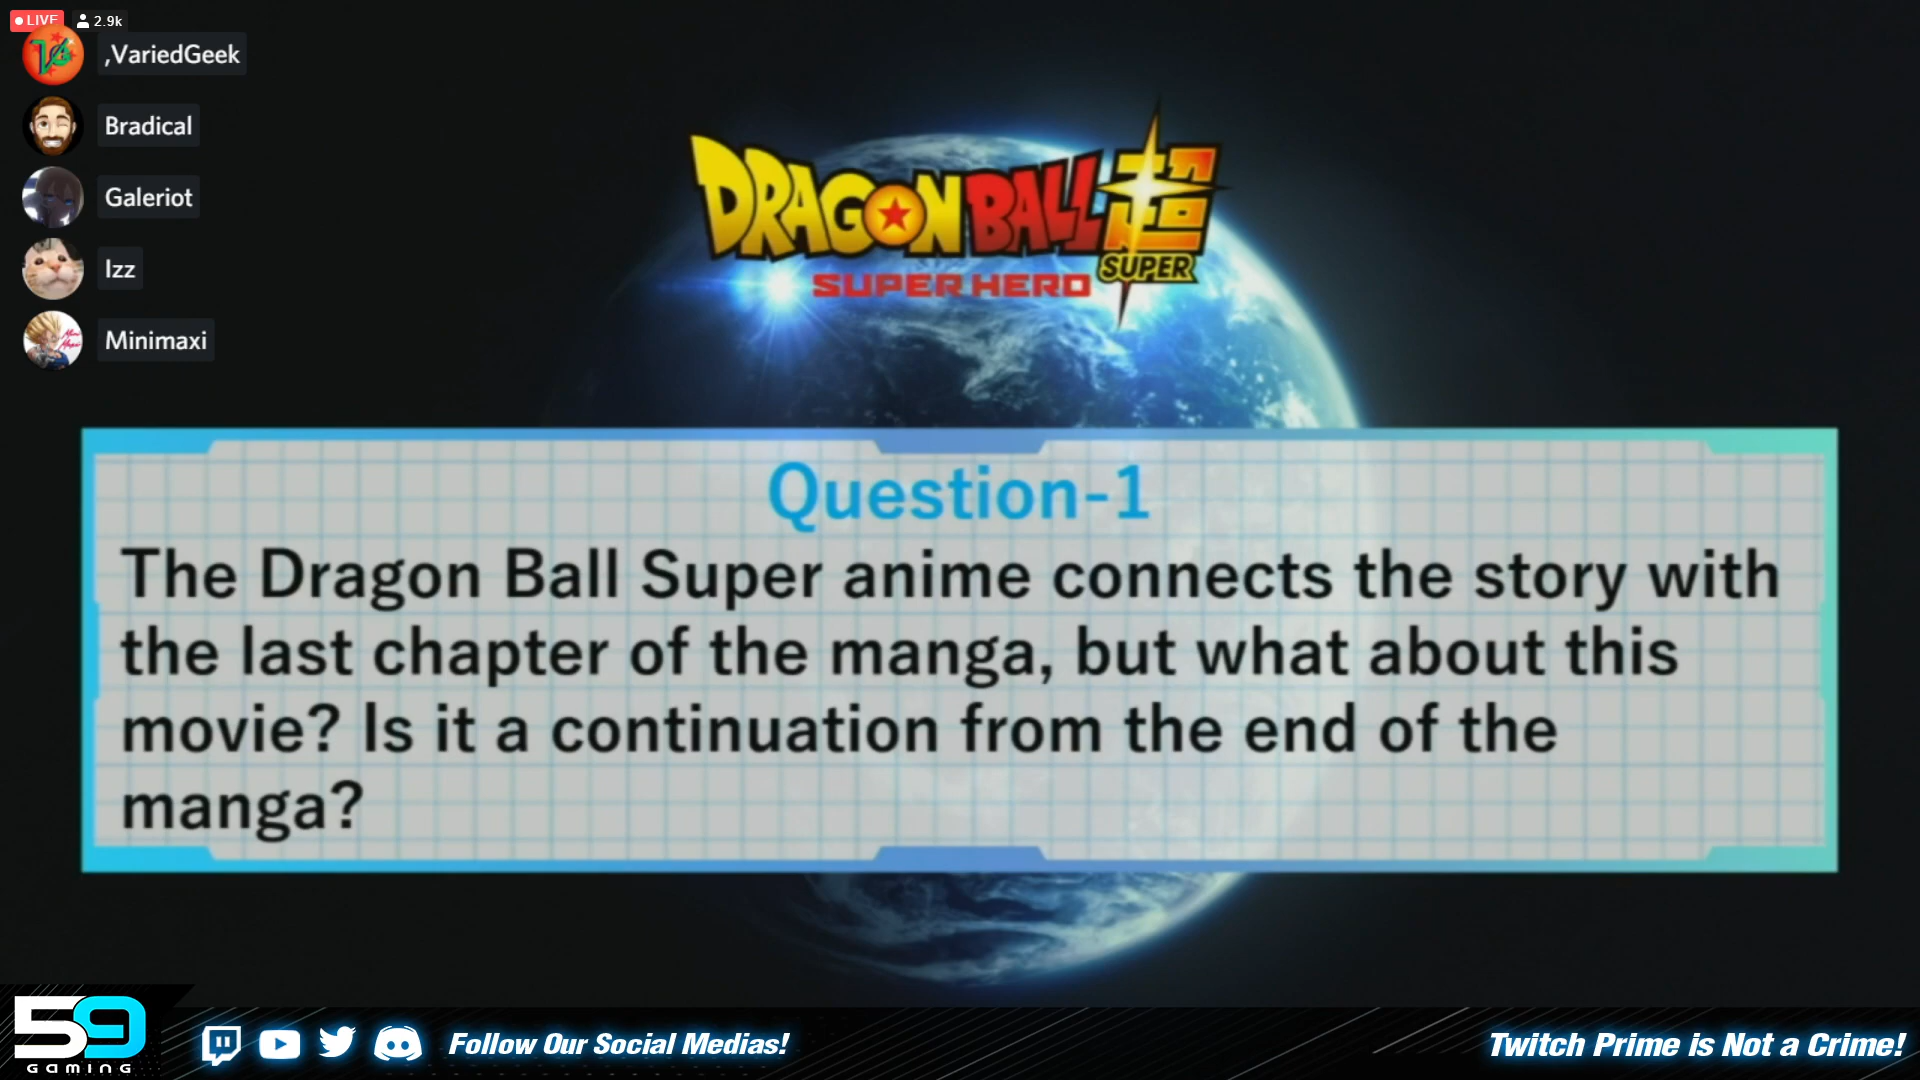 LIVE 2.9k
,VariedGeek
Bradical
Galeriot
Izz
Minimaxi
DRAGON BALL 超
SUPER
SUPER HERO
Question-1
The Dragon Ball Super anime connects the story with
the last chapter of the manga, but what about this
movie? Is it a continuation from the end of the
manga?
59
GAMING
Follow Our Social Medias!
Twitch Prime is Not a Crime!